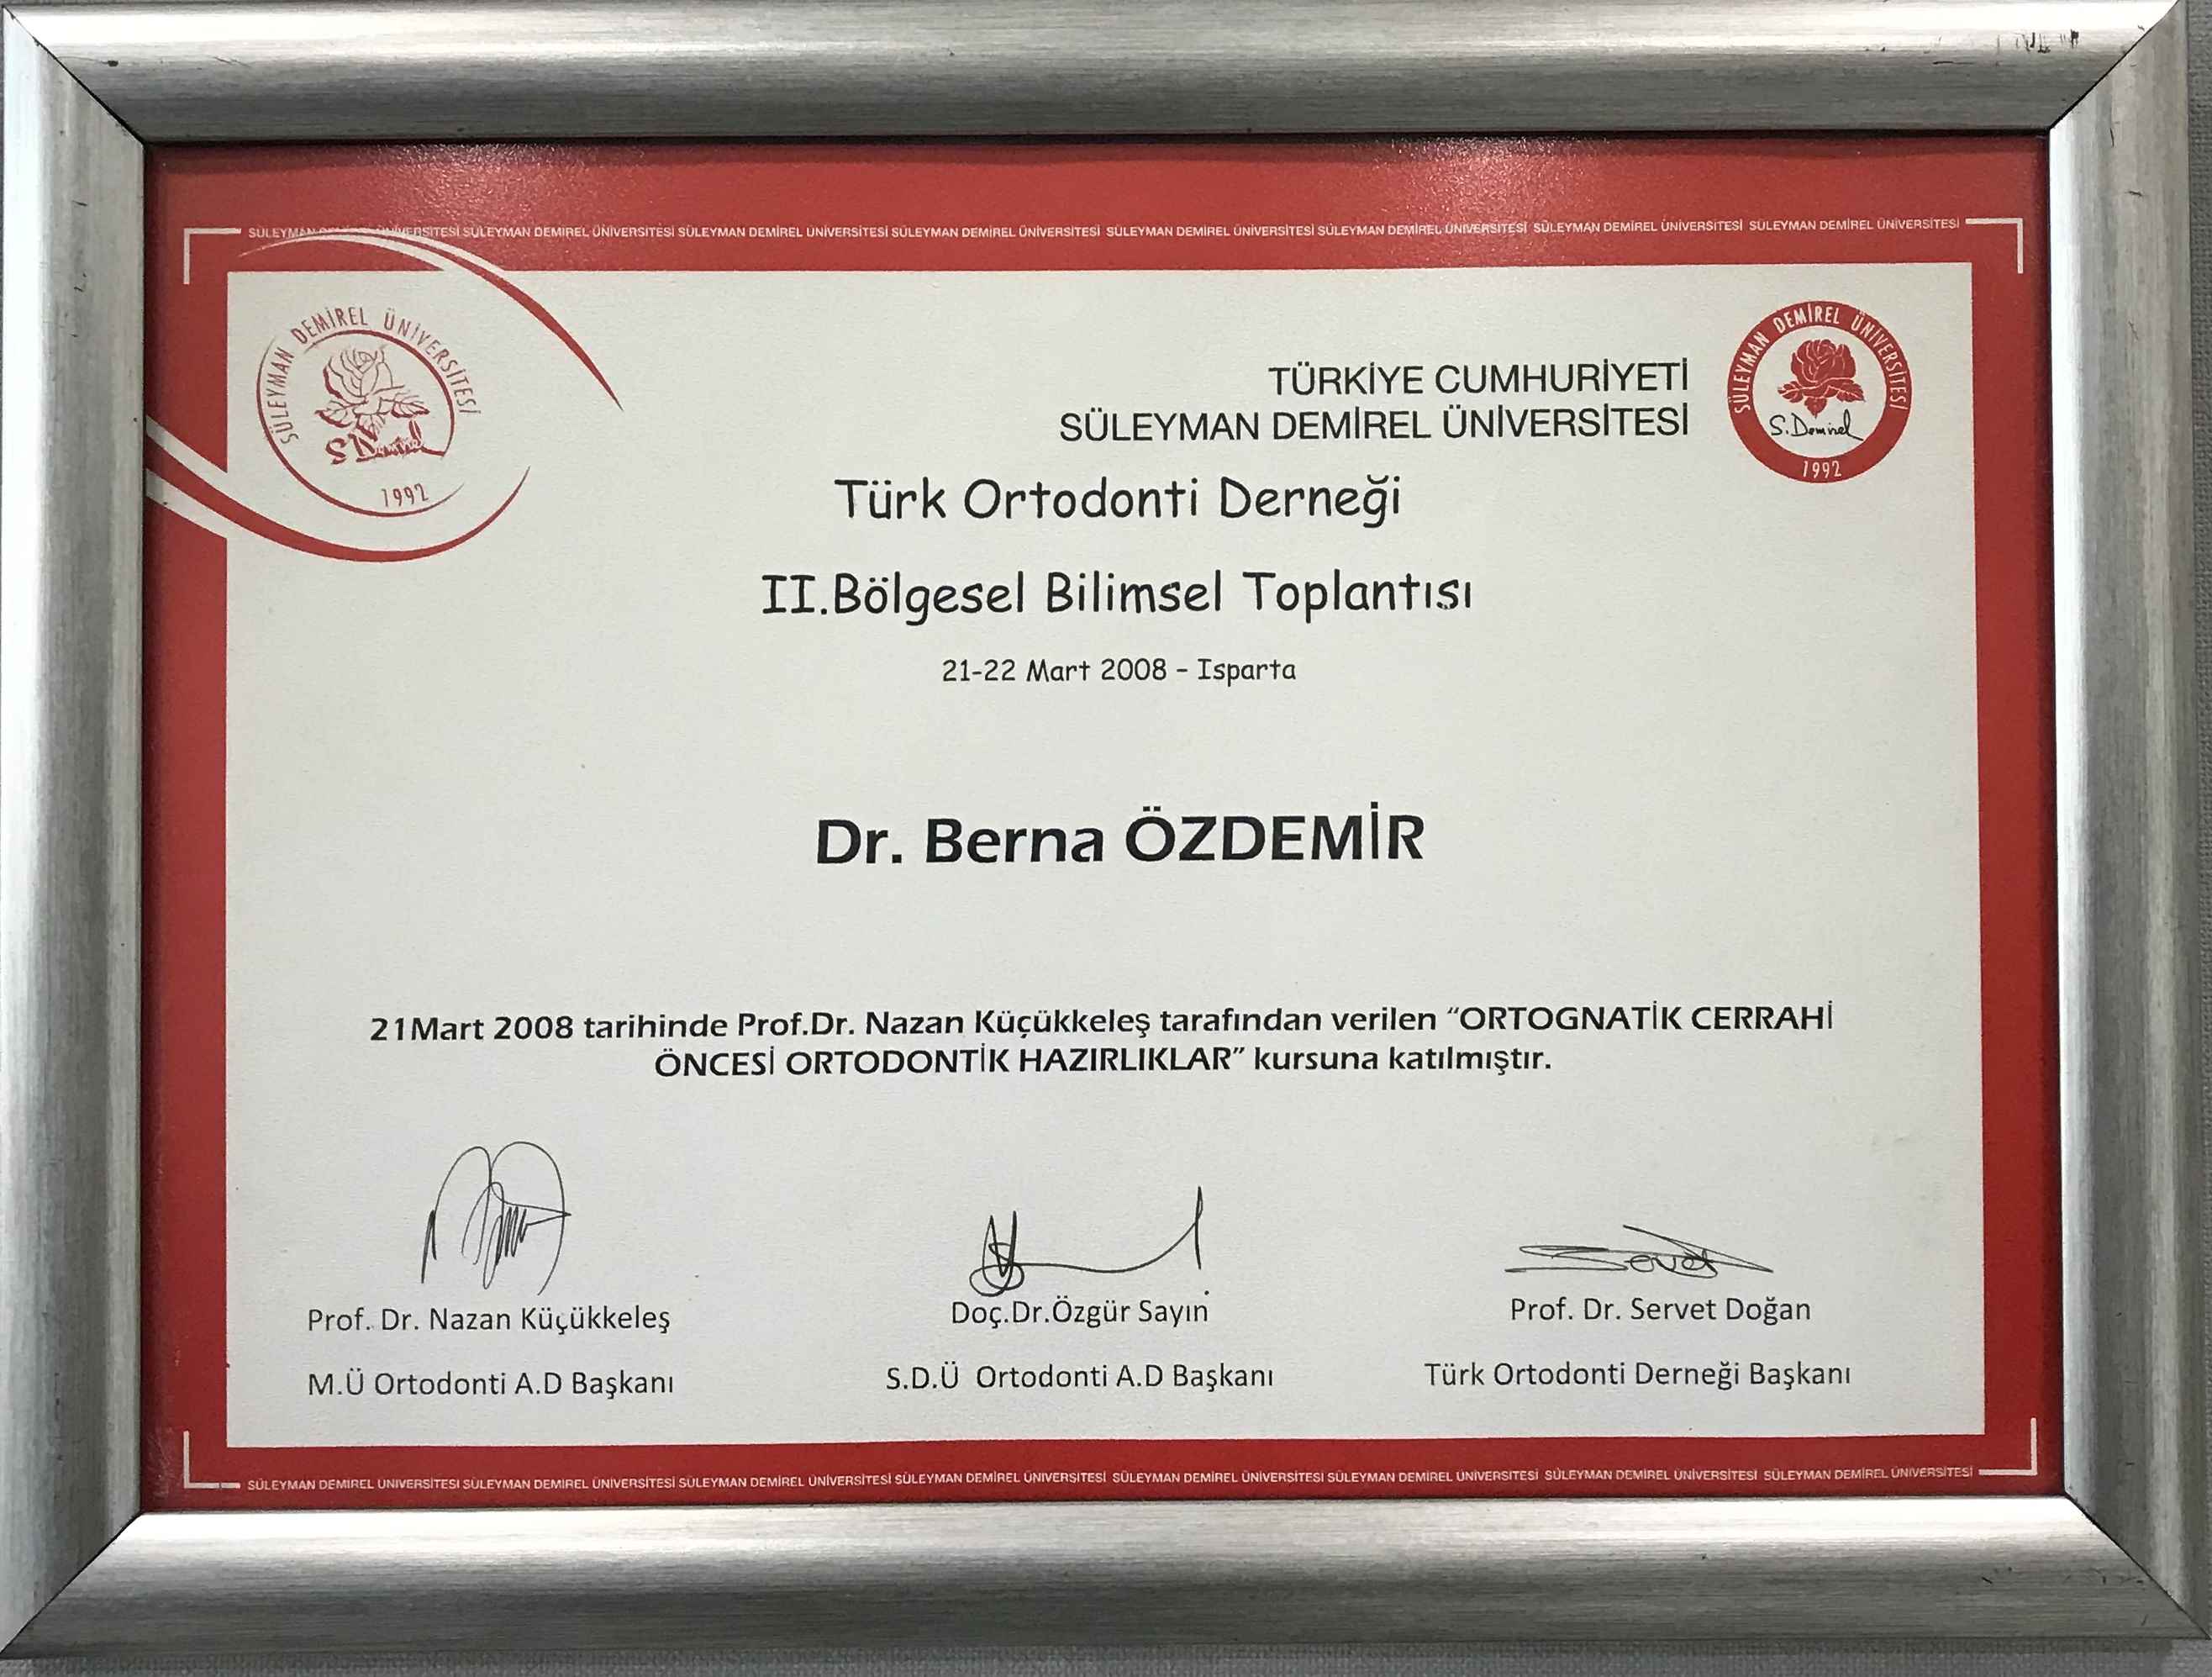 SÜLEYMAN DEMİREL ÜNİVERSİTESİ SÜLEYMAN DEMİREL ÜNİVERSİTESİ SÜLEYMAN DEMİREL ÜNİVERSİTESİ SÜLEYMAN DEMİREL ÜNİVERSİTESİ SÜLEYMAN DEMİREL ÜNİVERSİTESİ SÜLEYMAN DEMİREL ÜNİVERSİTESİ SÜLEYMAN DEMİREL ÜNİVERSİTESİ SÜLEYMAN DEMİREL ÜNİVERSİTESİ
SÜLEYMAN DEMİREL ÜNİVERSİTESİ
1992
SÜLEYMAN DEMİREL ÜNİVERSİTESİ
S. Demirel
1992
TÜRKİYE CUMHURİYETİ
SÜLEYMAN DEMİREL ÜNİVERSİTESİ
Türk Ortodonti Derneği
II.Bölgesel Bilimsel Toplantısı
21-22 Mart 2008 - Isparta
Dr. Berna ÖZDEMİR
21Mart 2008 tarihinde Prof.Dr. Nazan Küçükkeleş tarafından verilen “ORTOGNATİK CERRAHİ
ÖNCESİ ORTODONTİK HAZIRLIKLAR” kursuna katılmıştır.
Prof. Dr. Nazan Küçükkeleş
Doç.Dr.Özgür Sayın
Prof. Dr. Servet Doğan
M.Ü Ortodonti A.D Başkanı
S.D.Ü Ortodonti A.D Başkanı
Türk Ortodonti Derneği Başkanı
SÜLEYMAN DEMİREL ÜNİVERSİTESİ SÜLEYMAN DEMİREL ÜNİVERSİTESİ SÜLEYMAN DEMİREL ÜNİVERSİTESİ SÜLEYMAN DEMİREL ÜNİVERSİTESİ SÜLEYMAN DEMİREL ÜNİVERSİTESİ SÜLEYMAN DEMİREL ÜNİVERSİTESİ SÜLEYMAN DEMİREL ÜNİVERSİTESİ SÜLEYMAN DEMİREL ÜNİVERSİTESİ